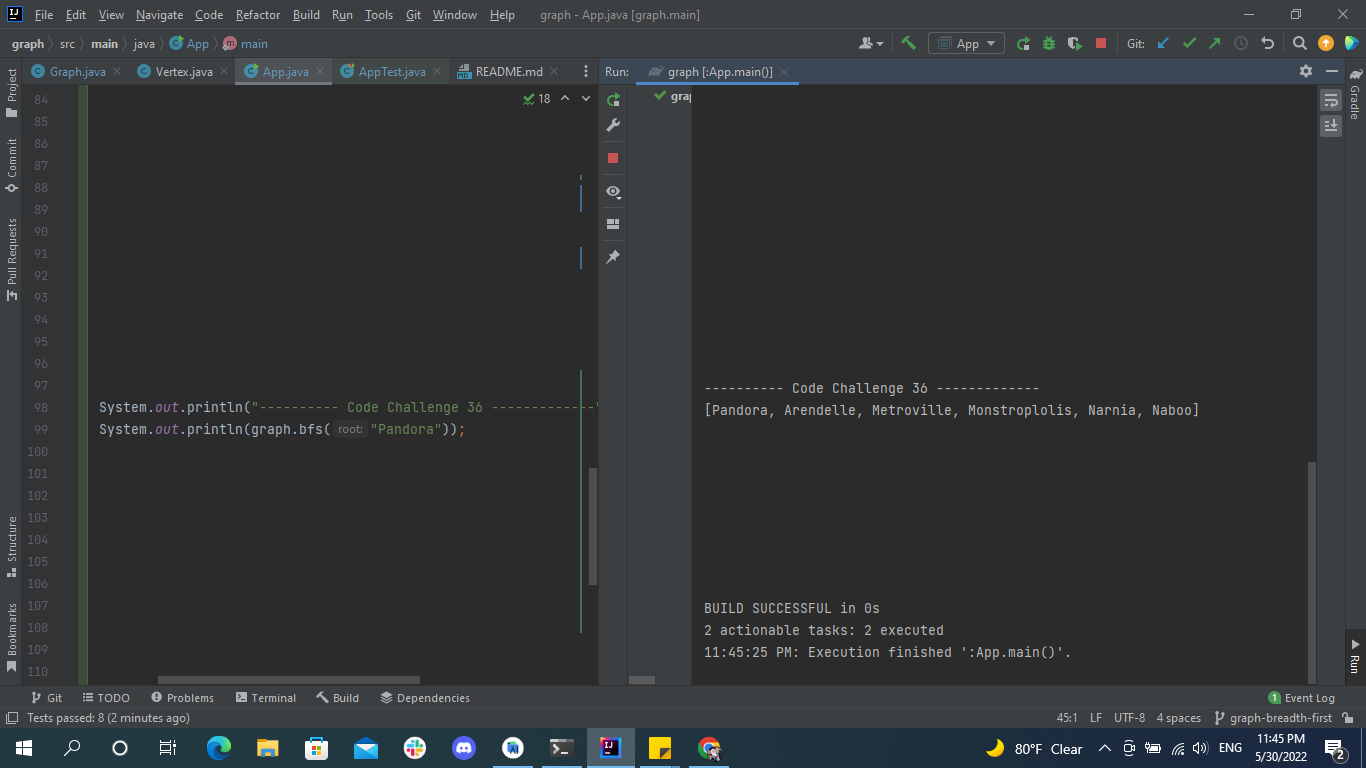 File Edit View Navigate Code Refactor Build Run Tools Git Window Help graph - App.java [graph.main]
graph src main java App main App Git:
Graph.java Vertex.java App.java AppTest.java README.md Run: graph [:App.main()]
Project
Commit
Pull Requests
Structure
Bookmarks
18
84
85
86
87
88
89
90
91
92
93
94
95
96
97
98 System.out.println("---------- Code Challenge 36 -------------"
99 System.out.println(graph.bfs( root: "Pandora"));
100
101
102
103
104
105
106
107
108
109
110
grap
---------- Code Challenge 36 -------------
[Pandora, Arendelle, Metroville, Monstroplolis, Narnia, Naboo]
BUILD SUCCESSFUL in 0s
2 actionable tasks: 2 executed
11:45:25 PM: Execution finished ':App.main()'.
Gradle
Run
Git TODO Problems Terminal Build Dependencies 1 Event Log
Tests passed: 8 (2 minutes ago) 45:1 LF UTF-8 4 spaces graph-breadth-first
80°F Clear ENG 11:45 PM
5/30/2022 2